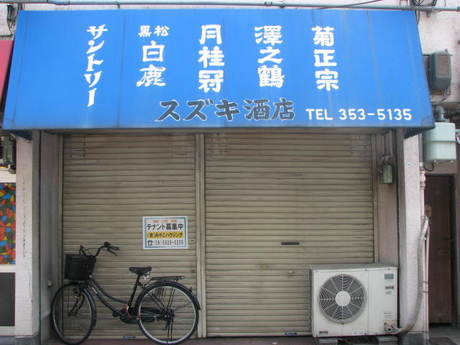 菊正宗
澤之鶴
月桂冠
黒松
白鹿
サントリー
スズキ酒店 TEL 353-5135
テナント募集中